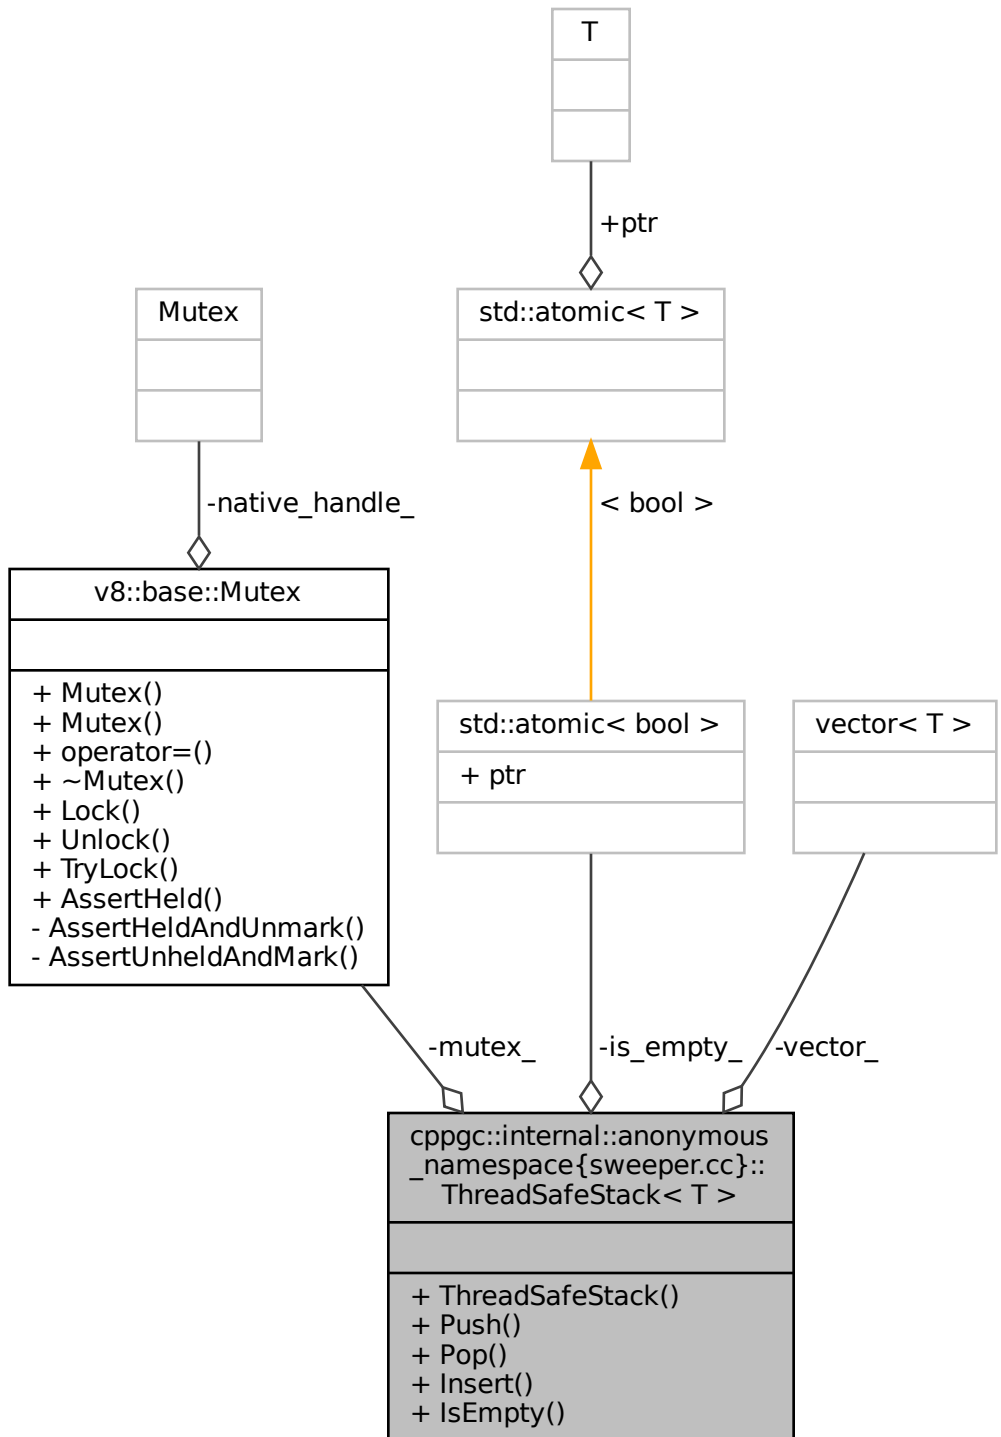 T
+ptr
Mutex
std::atomic< T >
-native_handle_
< bool >
v8::base::Mutex
+ Mutex()
+ Mutex()
+ operator=()
+ ~Mutex()
+ Lock()
+ Unlock()
+ TryLock()
+ AssertHeld()
- AssertHeldAndUnmark()
- AssertUnheldAndMark()
std::atomic< bool >
+ ptr
vector< T >
-mutex_
-is_empty_
-vector_
cppgc::internal::anonymous
_namespace{sweeper.cc}::
ThreadSafeStack< T >
+ ThreadSafeStack()
+ Push()
+ Pop()
+ Insert()
+ IsEmpty()